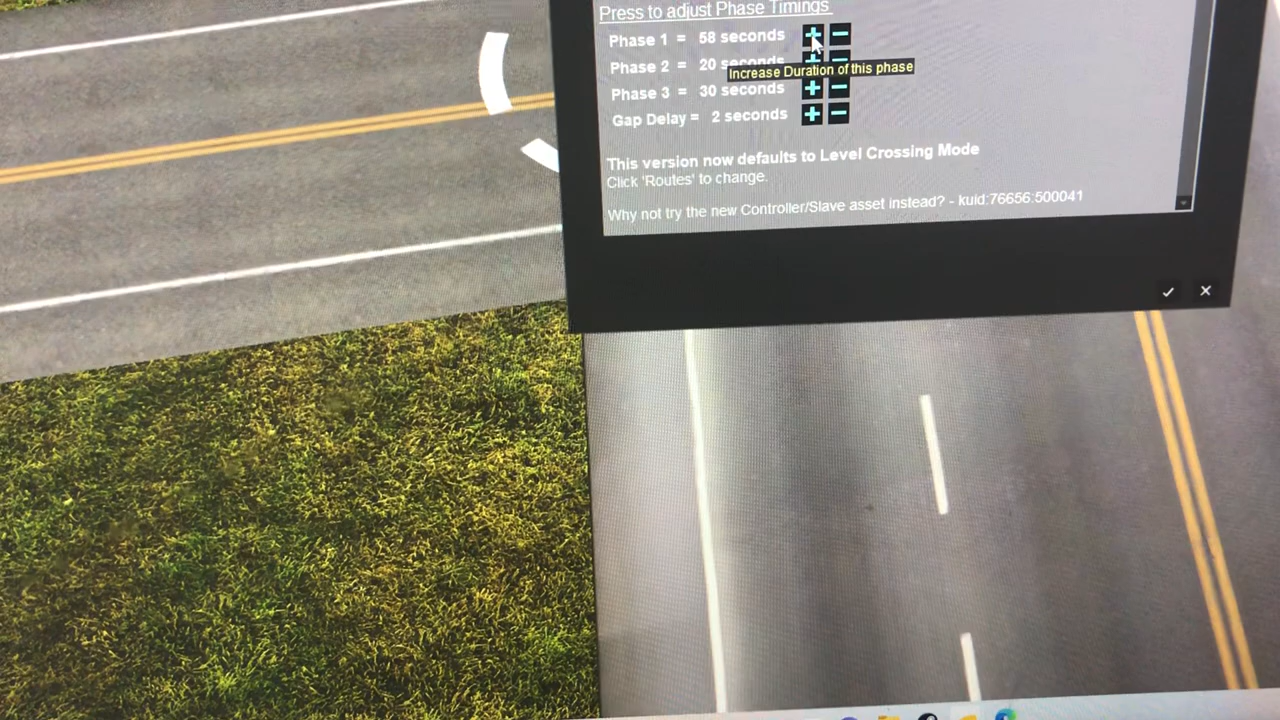 Press to adjust Phase Timings
Phase 1 = 58 seconds + −
Phase 2 = 20 seconds + −
Increase Duration of this phase
Phase 3 = 30 seconds + −
Gap Delay = 2 seconds + −
This version now defaults to Level Crossing Mode
Click 'Routes' to change.
Why not try the new Controller/Slave asset instead? - kuid:76656:500041